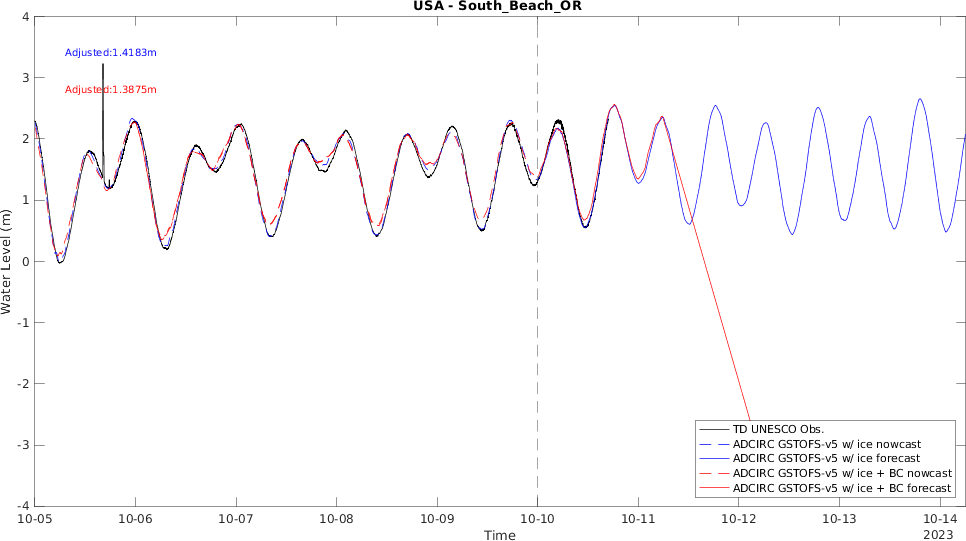 USA - South_Beach_OR
Adjusted:1.4183m
Adjusted:1.3875m
Water Level (m)
4
3
2
1
0
-1
-2
-3
-4
TD UNESCO Obs.
ADCIRC GSTOFS-v5 w/ ice nowcast
ADCIRC GSTOFS-v5 w/ ice forecast
ADCIRC GSTOFS-v5 w/ ice + BC nowcast
ADCIRC GSTOFS-v5 w/ ice + BC forecast
10-05 10-06 10-07 10-08 10-09 10-10 10-11 10-12 10-13 10-14
Time
2023